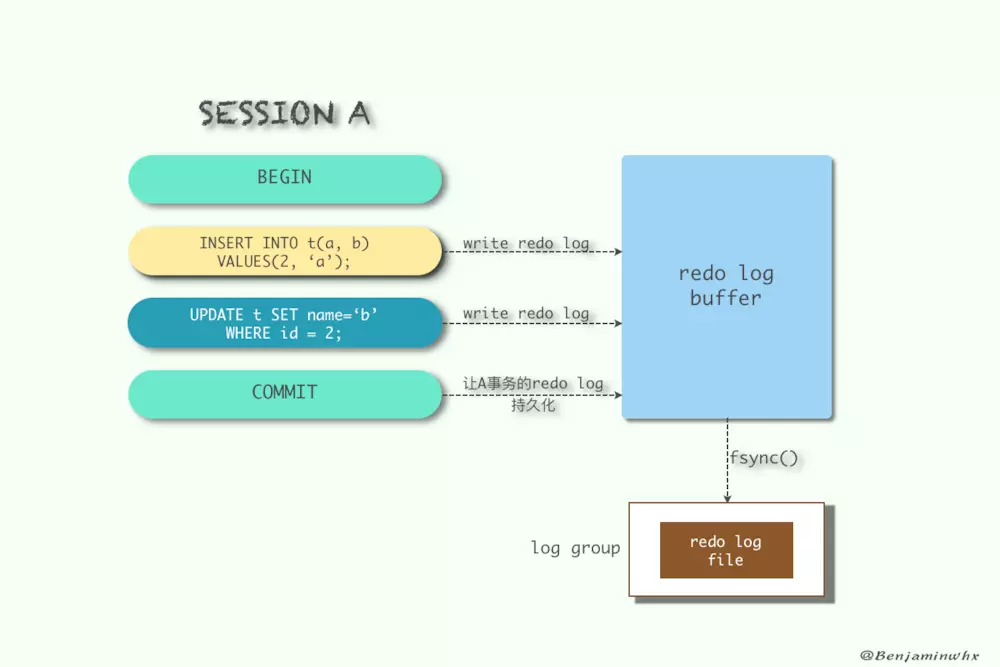 SESSION A
BEGIN
INSERT INTO t(a, b)
VALUES(2, ‘a’);
write redo log
UPDATE t SET name=‘b’
WHERE id = 2;
write redo log
COMMIT
让A事务的redo log
持久化
redo log
buffer
fsync()
log group
redo log
file
@Benjaminwhx